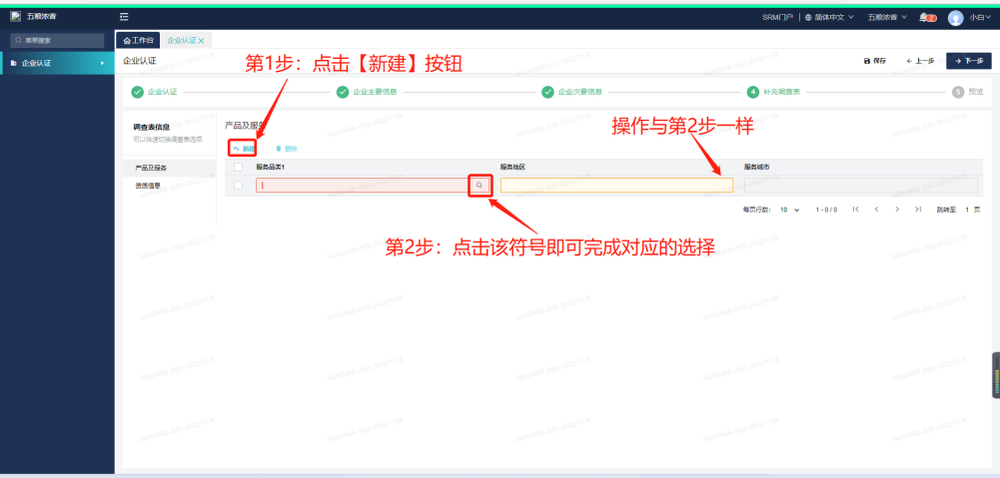 五粮浓香
SRM门户 | 简体中文 五粮浓香 小白
菜单搜索
工作台 企业认证 ×
企业认证
企业认证
保存 ← 上一步 → 下一步
第1步：点击【新建】按钮
企业认证 企业主要信息 企业次要信息 4 补充调查表 5 预览
调查表信息
可以快速切换调查表选项
产品及服务
资质信息
产品及服务
操作与第2步一样
新建 删除
服务品类1 服务地区 服务城市
每页行数: 10 1 - 0 / 0 跳转至: 1 页
第2步：点击该符号即可完成对应的选择